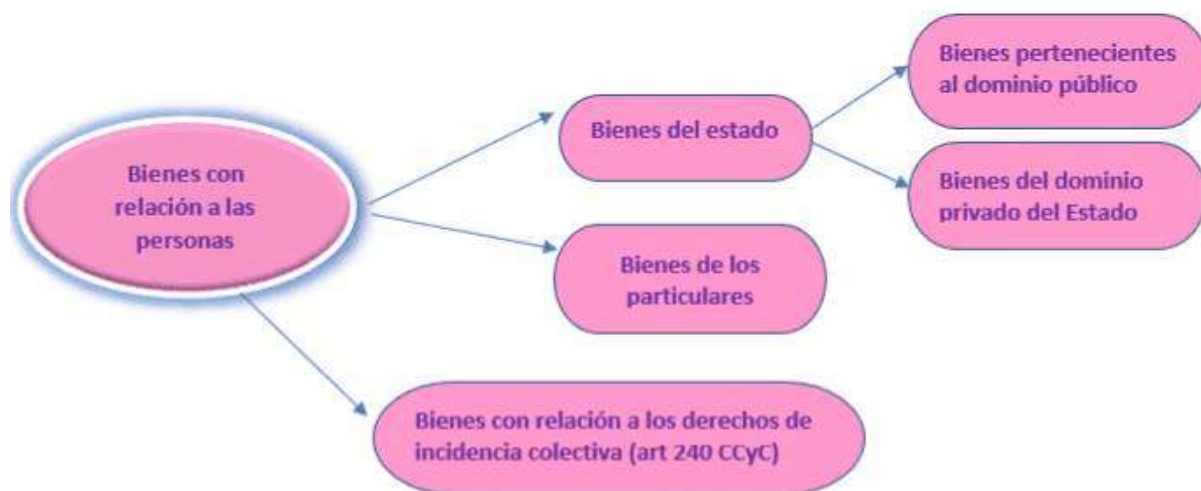 Bienes con
relación a las
personas
Bienes del estado
Bienes pertenecientes
al dominio público
Bienes del dominio
privado del Estado
Bienes de los
particulares
Bienes con relación a los derechos de
incidencia colectiva (art 240 CCyC)